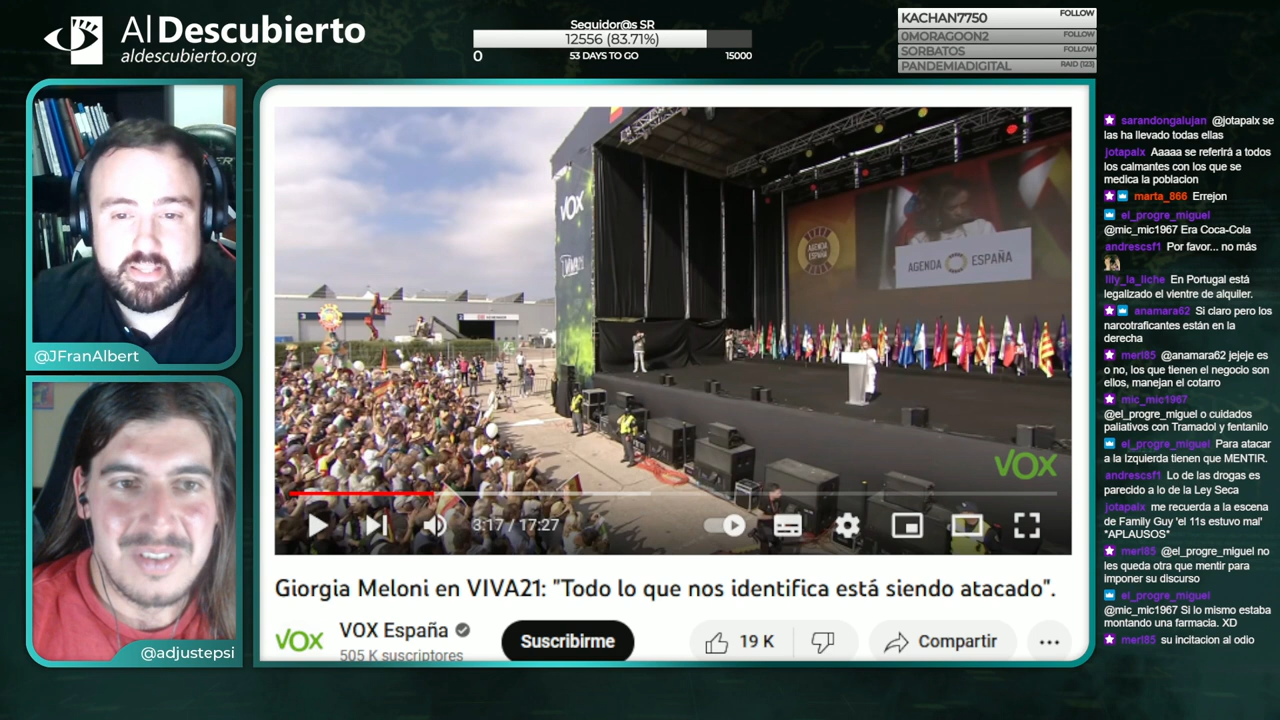 Al Descubierto
aldescubierto.org
Seguidor@s SR
12556 (83.71%)
0
53 DAYS TO GO
15000
KACHAN7750
FOLLOW
0MORAGOON2
FOLLOW
SORBATOS
FOLLOW
PANDEMIADIGITAL
RAID (123)
@JFranAlbert
@adjustepsi
VOX
VIVA21
AGENDA
ESPAÑA
AGENDA ESPAÑA
3
2
VOX
3:17 / 17:27
Giorgia Meloni en VIVA21: "Todo lo que nos identifica está siendo atacado".
VOX
VOX España
505 K suscriptores
Suscribirme
19 K
Compartir
sarandongalujan @jotapalx se
las ha llevado todas ellas
jotapalx Aaaaa se referirá a todos
los calmantes con los que se
medica la poblacion
marta_866 Errejon
el_progre_miguel
@mic_mic1967 Era Coca-Cola
andrescsf1 Por favor... no más
lily_la_liche En Portugal está
legalizado el vientre de alquiler.
anamara62 Si claro pero los
narcotraficantes están en la
derecha
meri85 @anamara62 jejeje es
o no, los que tienen el negocio son
ellos, manejan el cotarro
mic_mic1967
@el_progre_miguel o cuidados
paliativos con Tramadol y fentanilo
el_progre_miguel Para atacar
a la Izquierda tienen que MENTIR.
andrescsf1 Lo de las drogas es
parecido a lo de la Ley Seca
jotapalx me recuerda a la escena
de Family Guy 'el 11s estuvo mal'
*APLAUSOS*
meri85 @el_progre_miguel no
les queda otra que mentir para
imponer su discurso
el_progre_miguel
@mic_mic1967 Si lo mismo estaba
montando una farmacia. XD
meri85 su incitacion al odio